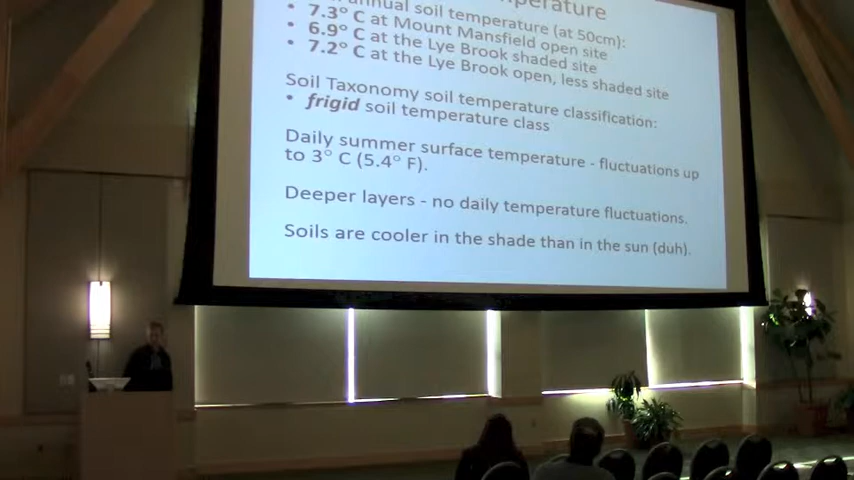 annual soil temperature (at 50cm):
• 7.3° C at Mount Mansfield open site
• 6.9° C at the Lye Brook shaded site
• 7.2° C at the Lye Brook open, less shaded site
Soil Taxonomy soil temperature classification:
• frigid soil temperature class
Daily summer surface temperature - fluctuations up
to 3° C (5.4° F).
Deeper layers - no daily temperature fluctuations.
Soils are cooler in the shade than in the sun (duh).